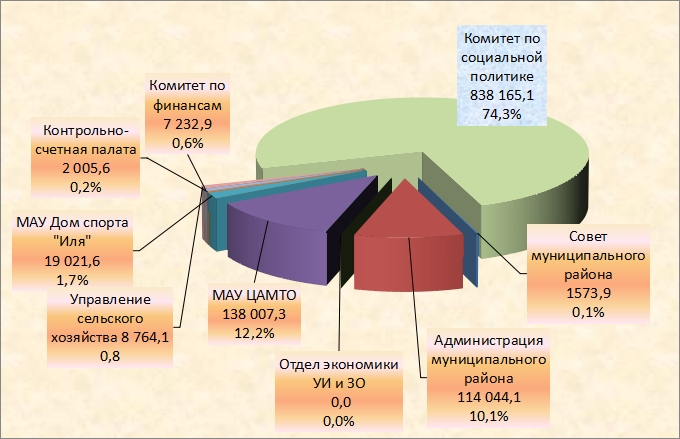 Комитет по
социальной
политике
838 165,1
74,3%
Комитет по
финансам
7 232,9
0,6%
Контрольно-
счетная палата
2 005,6
0,2%
МАУ Дом спорта
"Иля"
19 021,6
1,7%
Управление
сельского
хозяйства 8 764,1
0,8
МАУ ЦАМТО
138 007,3
12,2%
Отдел экономики
УИ и ЗО
0,0
0,0%
Администрация
муниципального
района
114 044,1
10,1%
Совет
муниципального
района
1573,9
0,1%